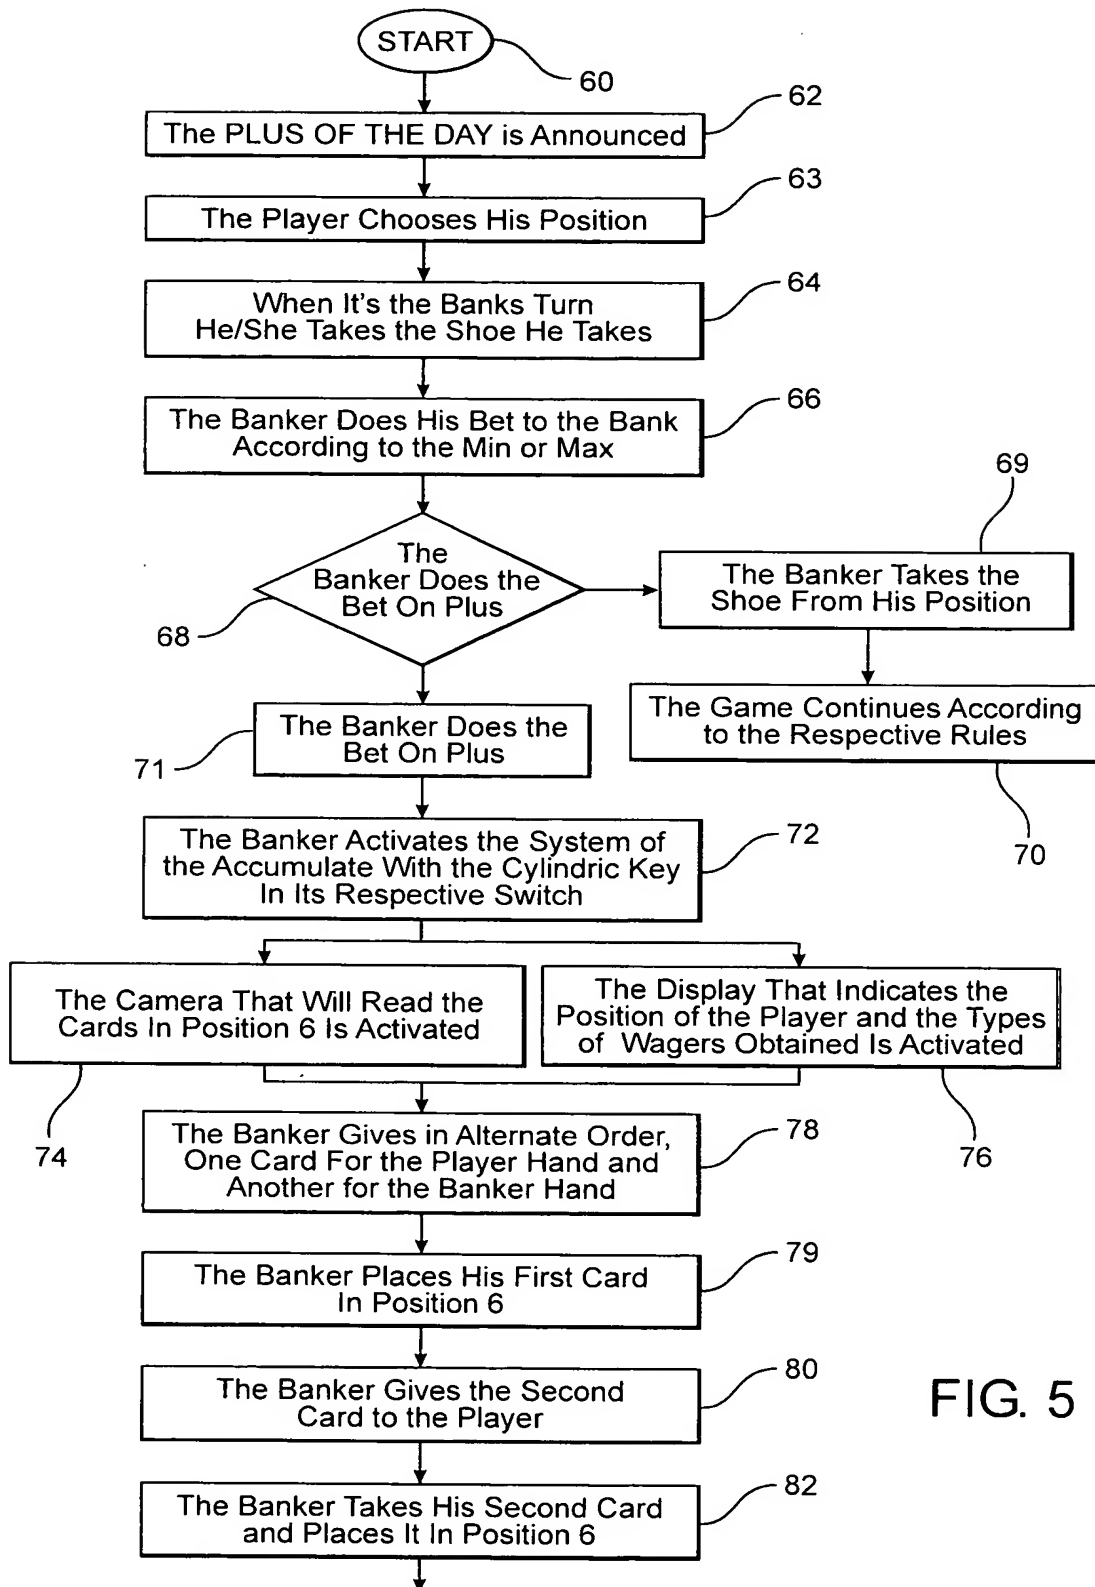 START
60
The PLUS OF THE DAY is Announced
62
The Player Chooses His Position
63
When It's the Banks Turn
He/She Takes the Shoe He Takes
64
The Banker Does His Bet to the Bank
According to the Min or Max
66
The
Banker Does the
Bet On Plus
68
69
The Banker Takes the
Shoe From His Position
The Game Continues According
to the Respective Rules
70
The Banker Does the
Bet On Plus
71
The Banker Activates the System of
the Accumulate With the Cylindric Key
In Its Respective Switch
72
The Camera That Will Read the
Cards In Position 6 Is Activated
74
The Display That Indicates the
Position of the Player and the Types
of Wagers Obtained Is Activated
76
The Banker Gives in Alternate Order,
One Card For the Player Hand and
Another for the Banker Hand
78
The Banker Places His First Card
In Position 6
79
The Banker Gives the Second
Card to the Player
80
The Banker Takes His Second Card
and Places It In Position 6
82
FIG. 5